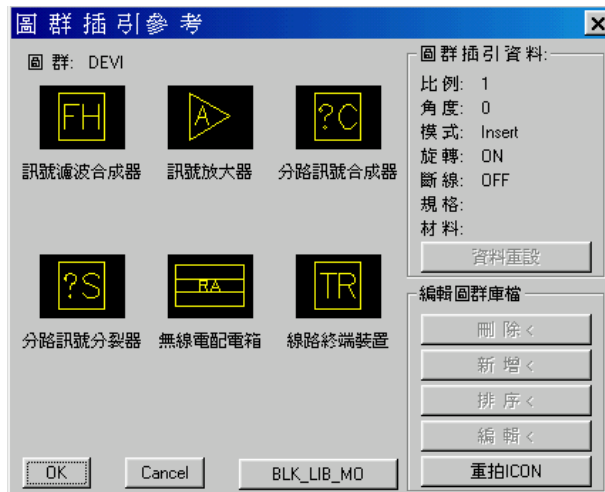 圖群插引參考
圖 群: DEVI
FH
A
?C
訊號濾波合成器
訊號放大器
分路訊號合成器
?S
RA
TR
分路訊號分裂器
無線電配電箱
線路終端裝置
OK
Cancel
BLK_LIB_MO
圖群插引資料:
比例: 1
角度: 0
模式: Insert
旋轉: ON
斷線: OFF
規格:
材料:
資料重設
編輯圖群庫檔
刪 除 <
新 增 <
排 序 <
編 輯 <
重拍ICON